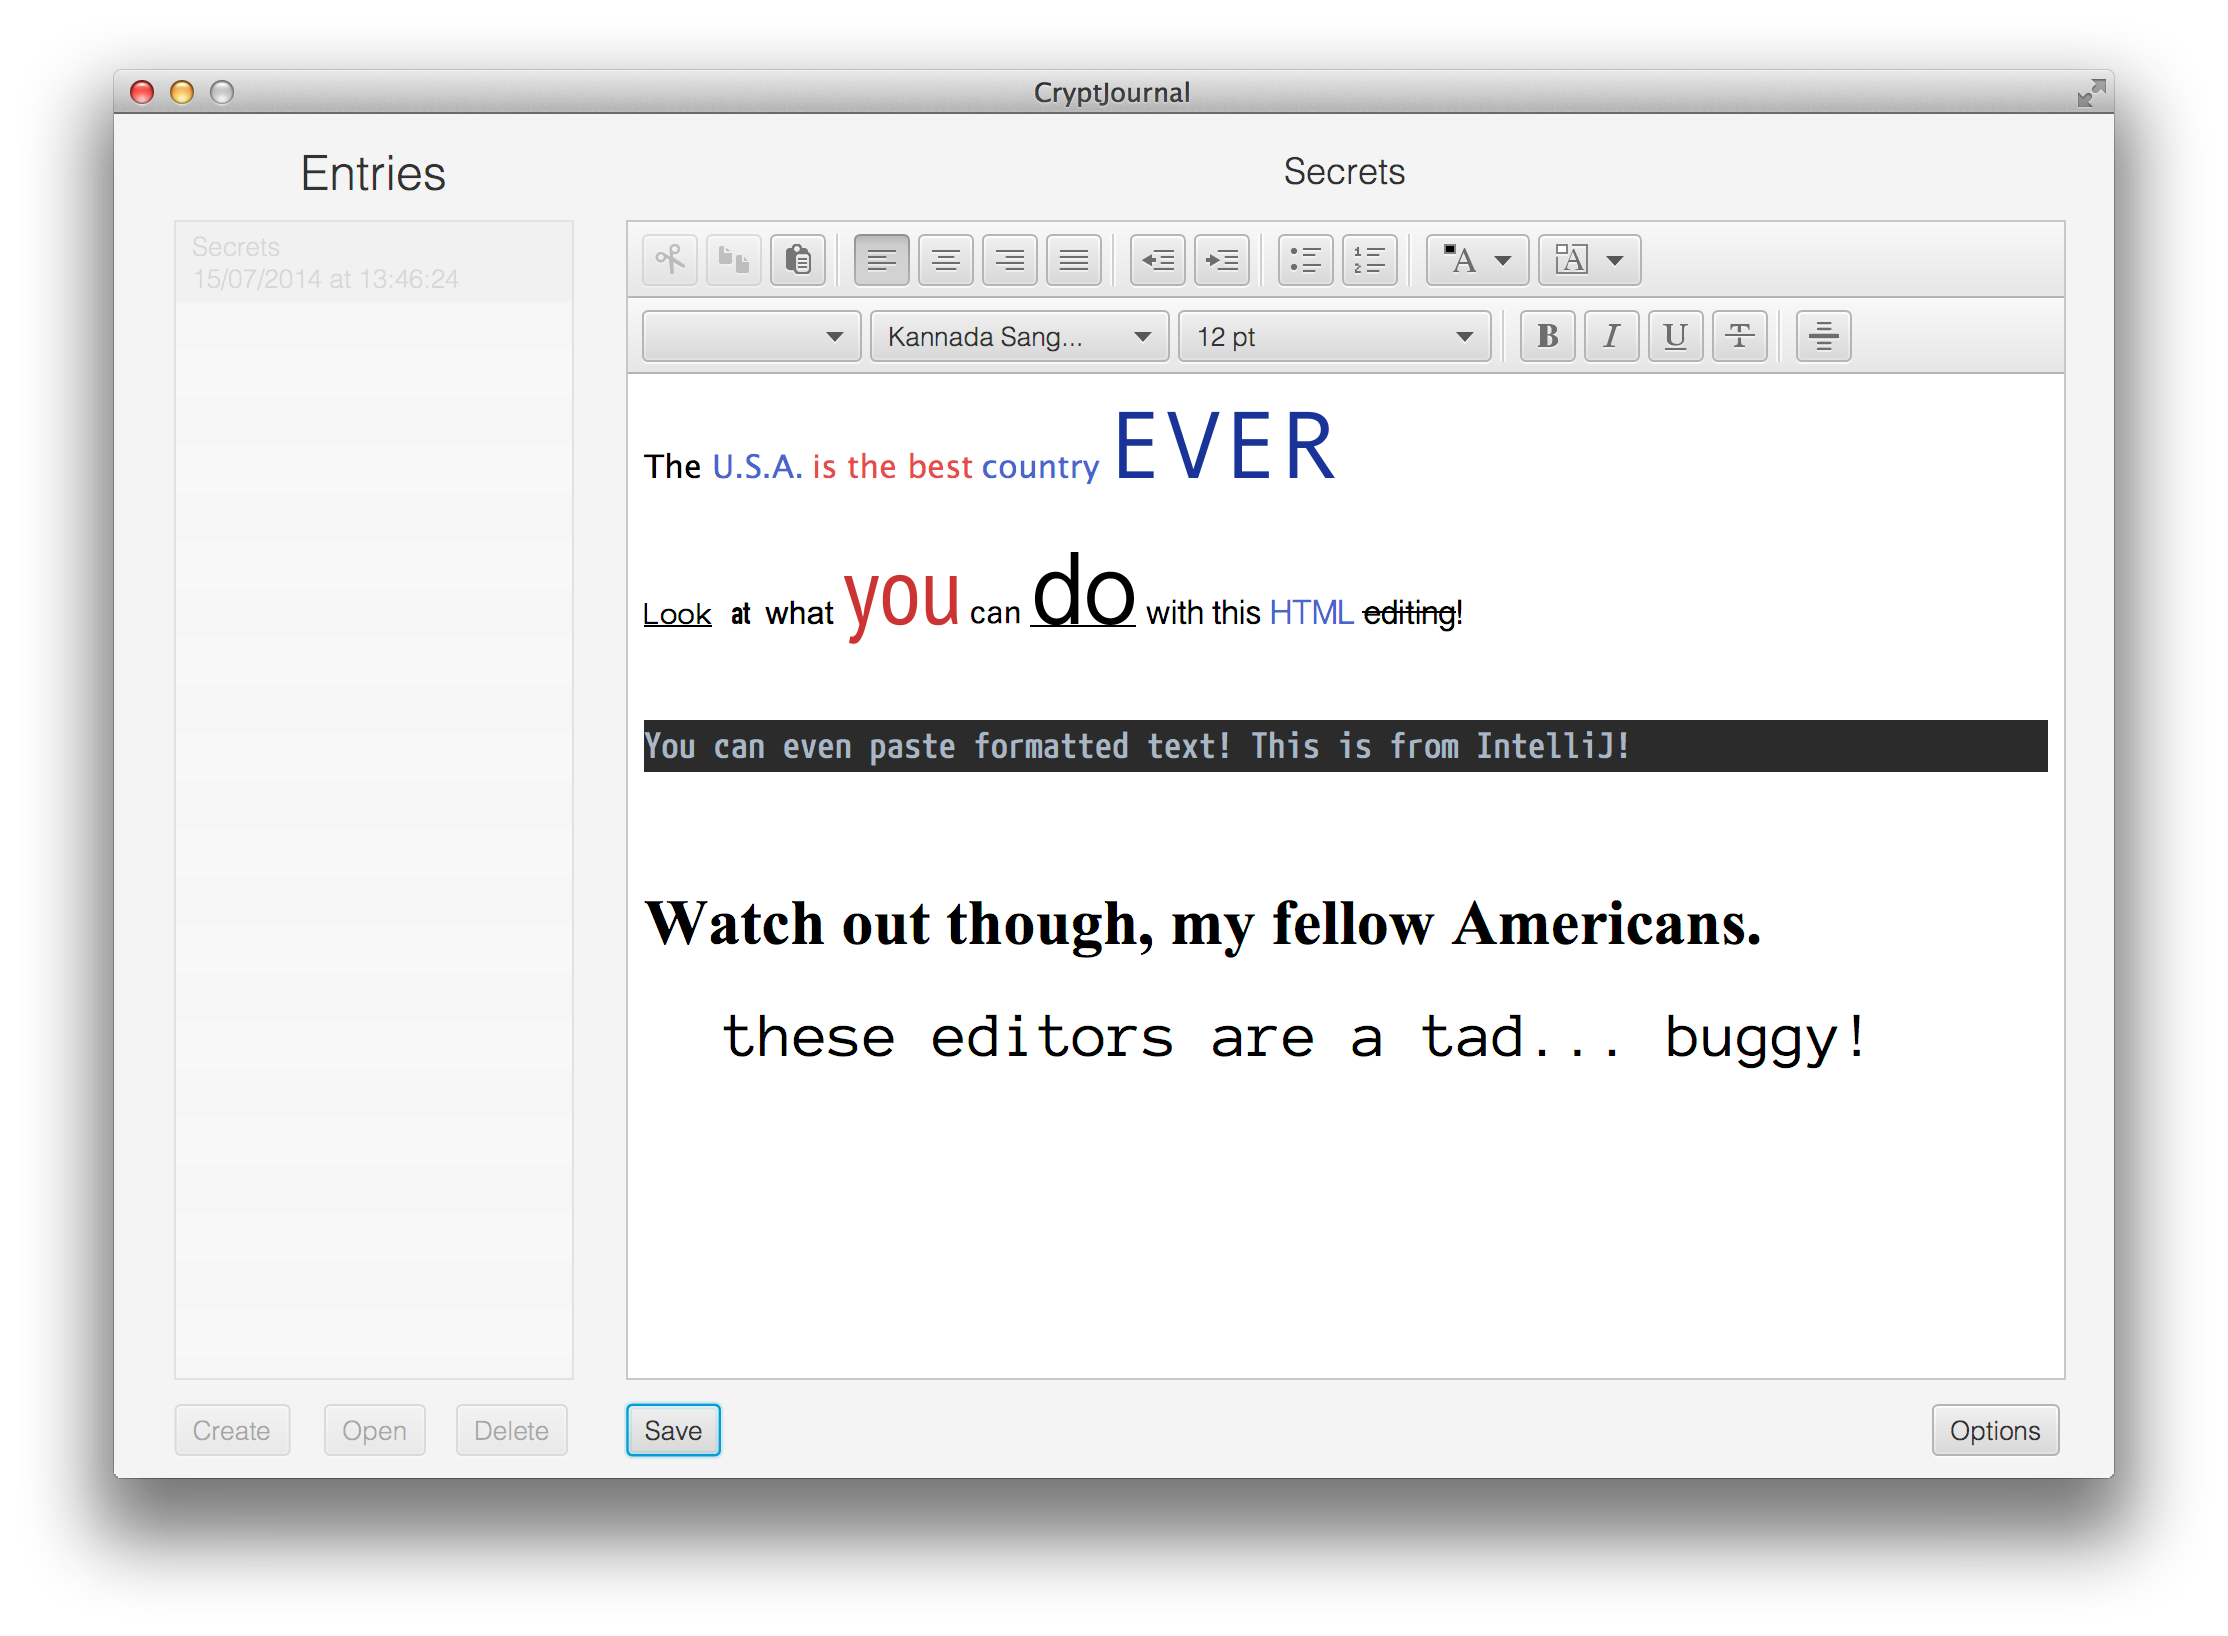 CryptJournal
Entries
Secrets
15/07/2014 at 13:46:24
Create
Open
Delete
Secrets
Kannada Sang...
12 pt
B I U T
The U.S.A. is the best country EVER
Look at what you can do with this HTML editing!
You can even paste formatted text! This is from IntelliJ!
Watch out though, my fellow Americans.
these editors are a tad... buggy!
Save
Options